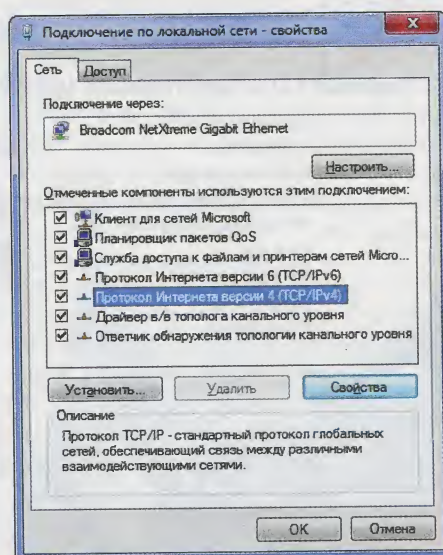 Подключение по локальной сети - свойства
Сеть
Доступ
Подключение через:
Broadcom NetXtreme Gigabit Ethernet
Настроить...
Отмеченные компоненты используются этим подключением:
Клиент для сетей Microsoft
Планировщик пакетов QoS
Служба доступа к файлам и принтерам сетей Micro...
Протокол Интернета версии 6 (TCP/IPv6)
Протокол Интернета версии 4 (TCP/IPv4)
Драйвер в/в тополога канального уровня
Ответчик обнаружения топологии канального уровня
Установить...
Удалить
Свойства
Описание
Протокол TCP/IP - стандартный протокол глобальных
сетей, обеспечивающий связь между различными
взаимодействующими сетями.
OK
Отмена